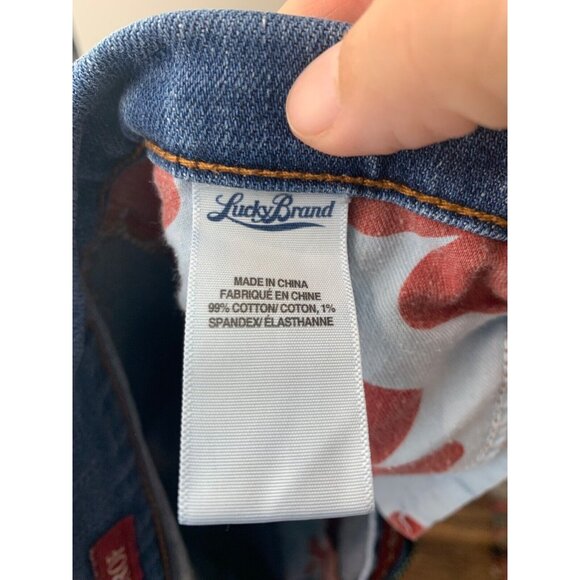 Lucky Brand
MADE IN CHINA
FABRIQUÉ EN CHINE
99% COTTON/ COTON, 1%
SPANDEX/ ÉLASTHANNE